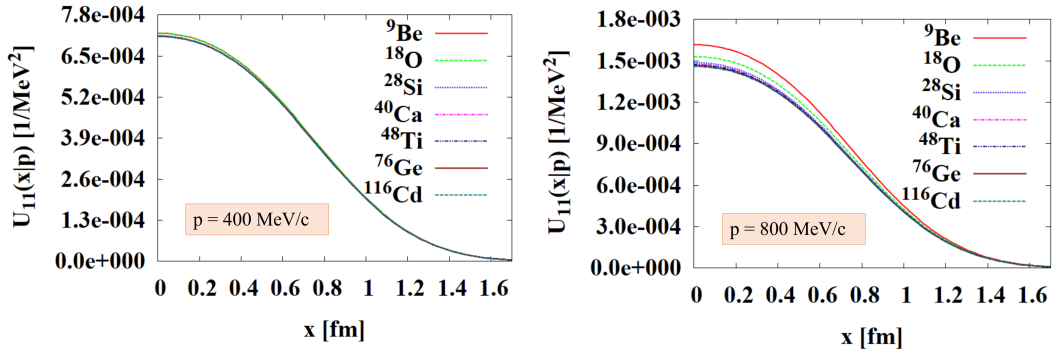 7.8e-004
6.5e-004
5.2e-004
3.9e-004
2.6e-004
1.3e-004
0.0e+000
U₁₁(x|p) [1/MeV²]
⁹Be
¹⁸O
²⁸Si
⁴⁰Ca
⁴⁸Ti
⁷⁶Ge
¹¹⁶Cd
p = 400 MeV/c
0 0.2 0.4 0.6 0.8 1 1.2 1.4 1.6
x [fm]
1.8e-003
1.5e-003
1.2e-003
9.0e-004
6.0e-004
3.0e-004
0.0e+000
U₁₁(x|p) [1/MeV²]
⁹Be
¹⁸O
²⁸Si
⁴⁰Ca
⁴⁸Ti
⁷⁶Ge
¹¹⁶Cd
p = 800 MeV/c
0 0.2 0.4 0.6 0.8 1 1.2 1.4 1.6
x [fm]